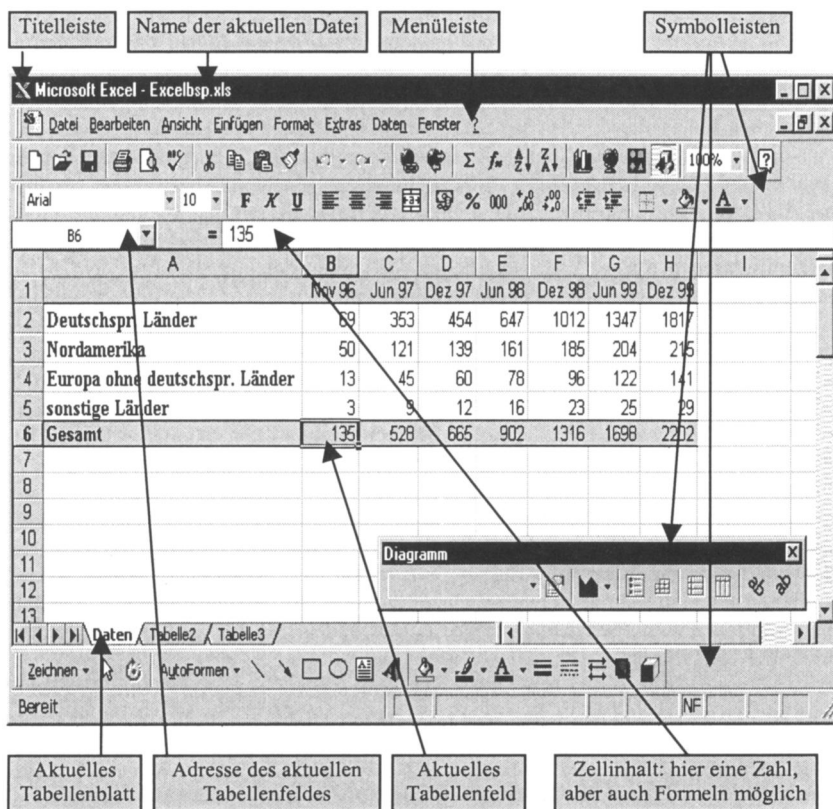 Titelleiste
Name der aktuellen Datei
Menüleiste
Symbolleisten
Microsoft Excel - Excelbsp.xls
Datei Bearbeiten Ansicht Einfügen Format Extras Daten Fenster ?
100%
Arial 10 F K U % 000
B6 = 135
A B C D E F G H I
1 Nov 96 Jun 97 Dez 97 Jun 98 Dez 98 Jun 99 Dez 99
2 Deutschspr. Länder 69 353 454 647 1012 1347 1817
3 Nordamerika 50 121 139 161 185 204 215
4 Europa ohne deutschspr. Länder 13 45 60 78 96 122 141
5 sonstige Länder 3 9 12 16 23 25 29
6 Gesamt 135 528 665 902 1316 1698 2202
7
8
9
10
11
12
13
Diagramm
Daten Tabelle2 Tabelle3
Zeichnen AutoFormen
Bereit NF
Aktuelles
Tabellenblatt
Adresse des aktuellen
Tabellenfeldes
Aktuelles
Tabellenfeld
Zellinhalt: hier eine Zahl,
aber auch Formeln möglich